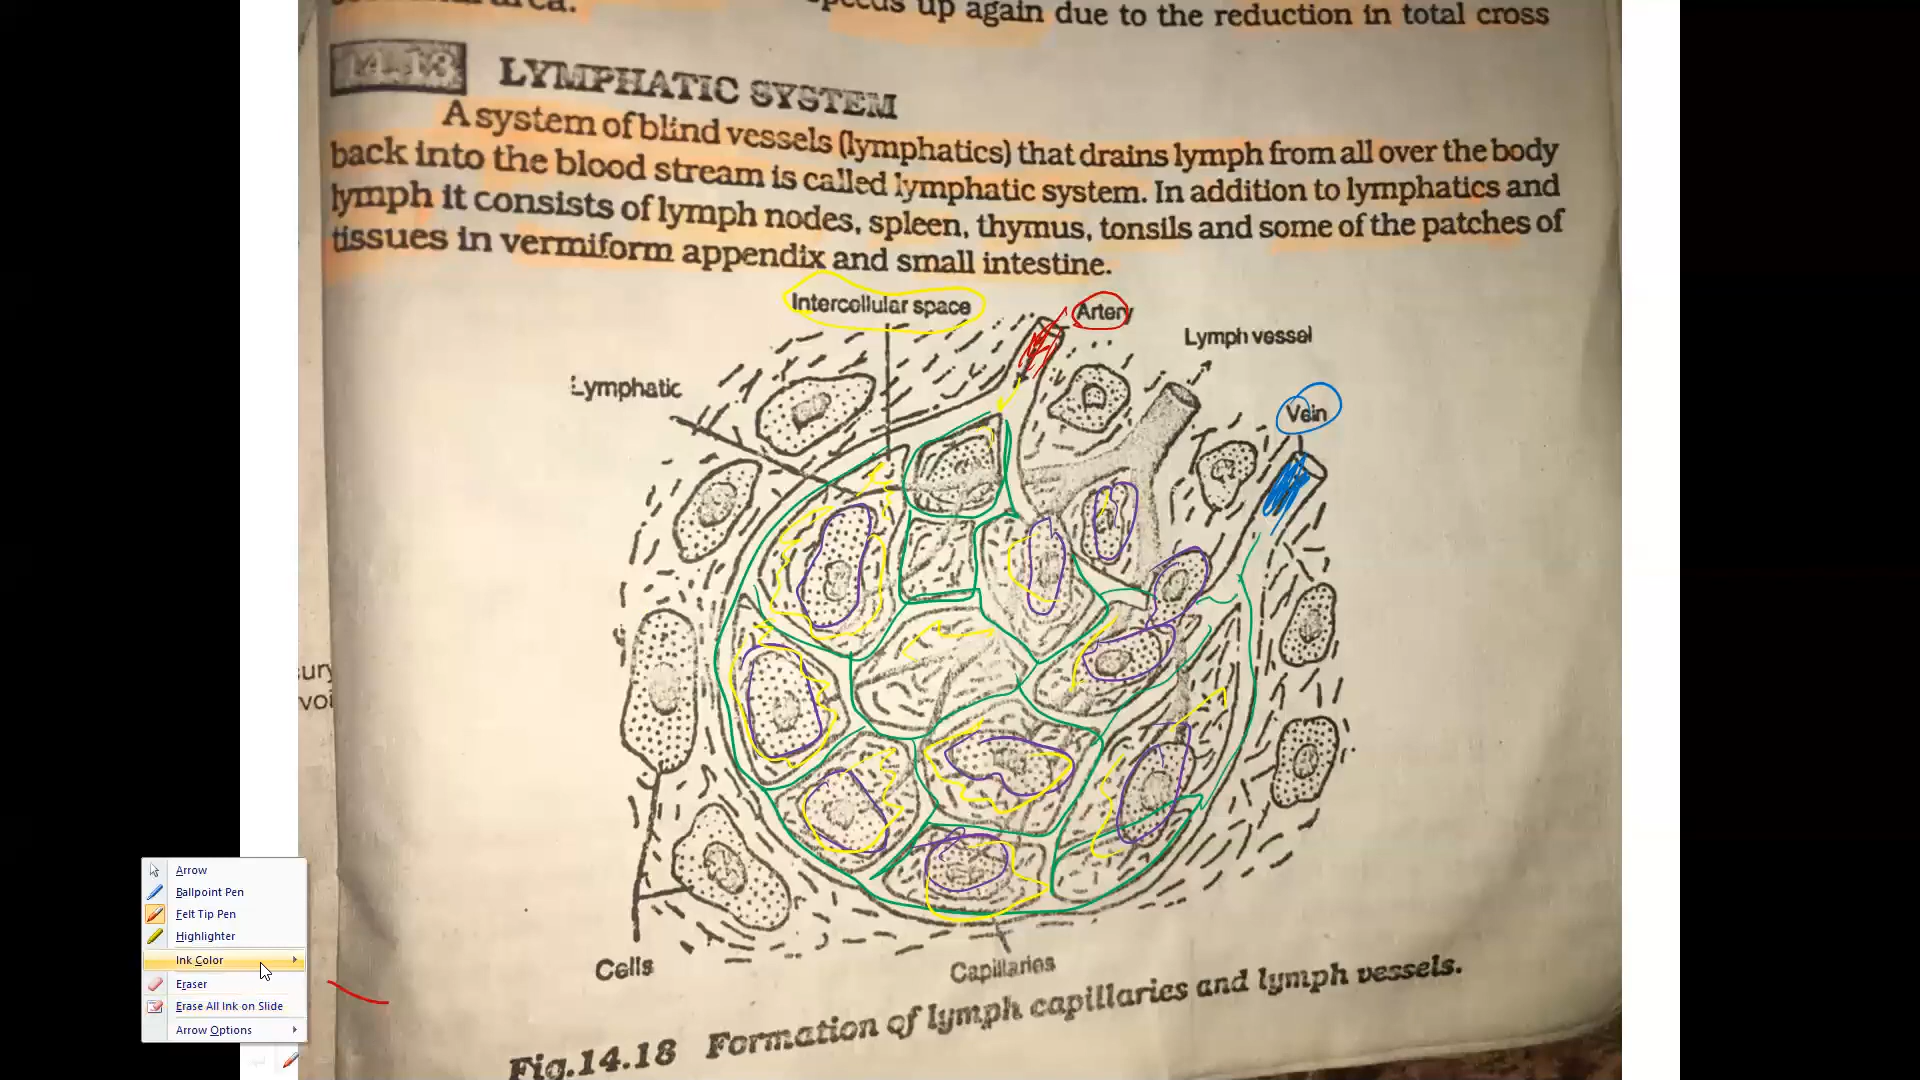 up again due to the reduction in total cross
14.13 LYMPHATIC SYSTEM
A system of blind vessels (lymphatics) that drains lymph from all over the body
back into the blood stream is called lymphatic system. In addition to lymphatics and
lymph it consists of lymph nodes, spleen, thymus, tonsils and some of the patches of
tissues in vermiform appendix and small intestine.
Intercellular space
Artery
Lymph vessel
Lymphatic
Vein
Cells
Capillaries
Fig.14.18 Formation of lymph capillaries and lymph vessels.
Arrow
Ballpoint Pen
Felt Tip Pen
Highlighter
Ink Color
Eraser
Erase All Ink on Slide
Arrow Options